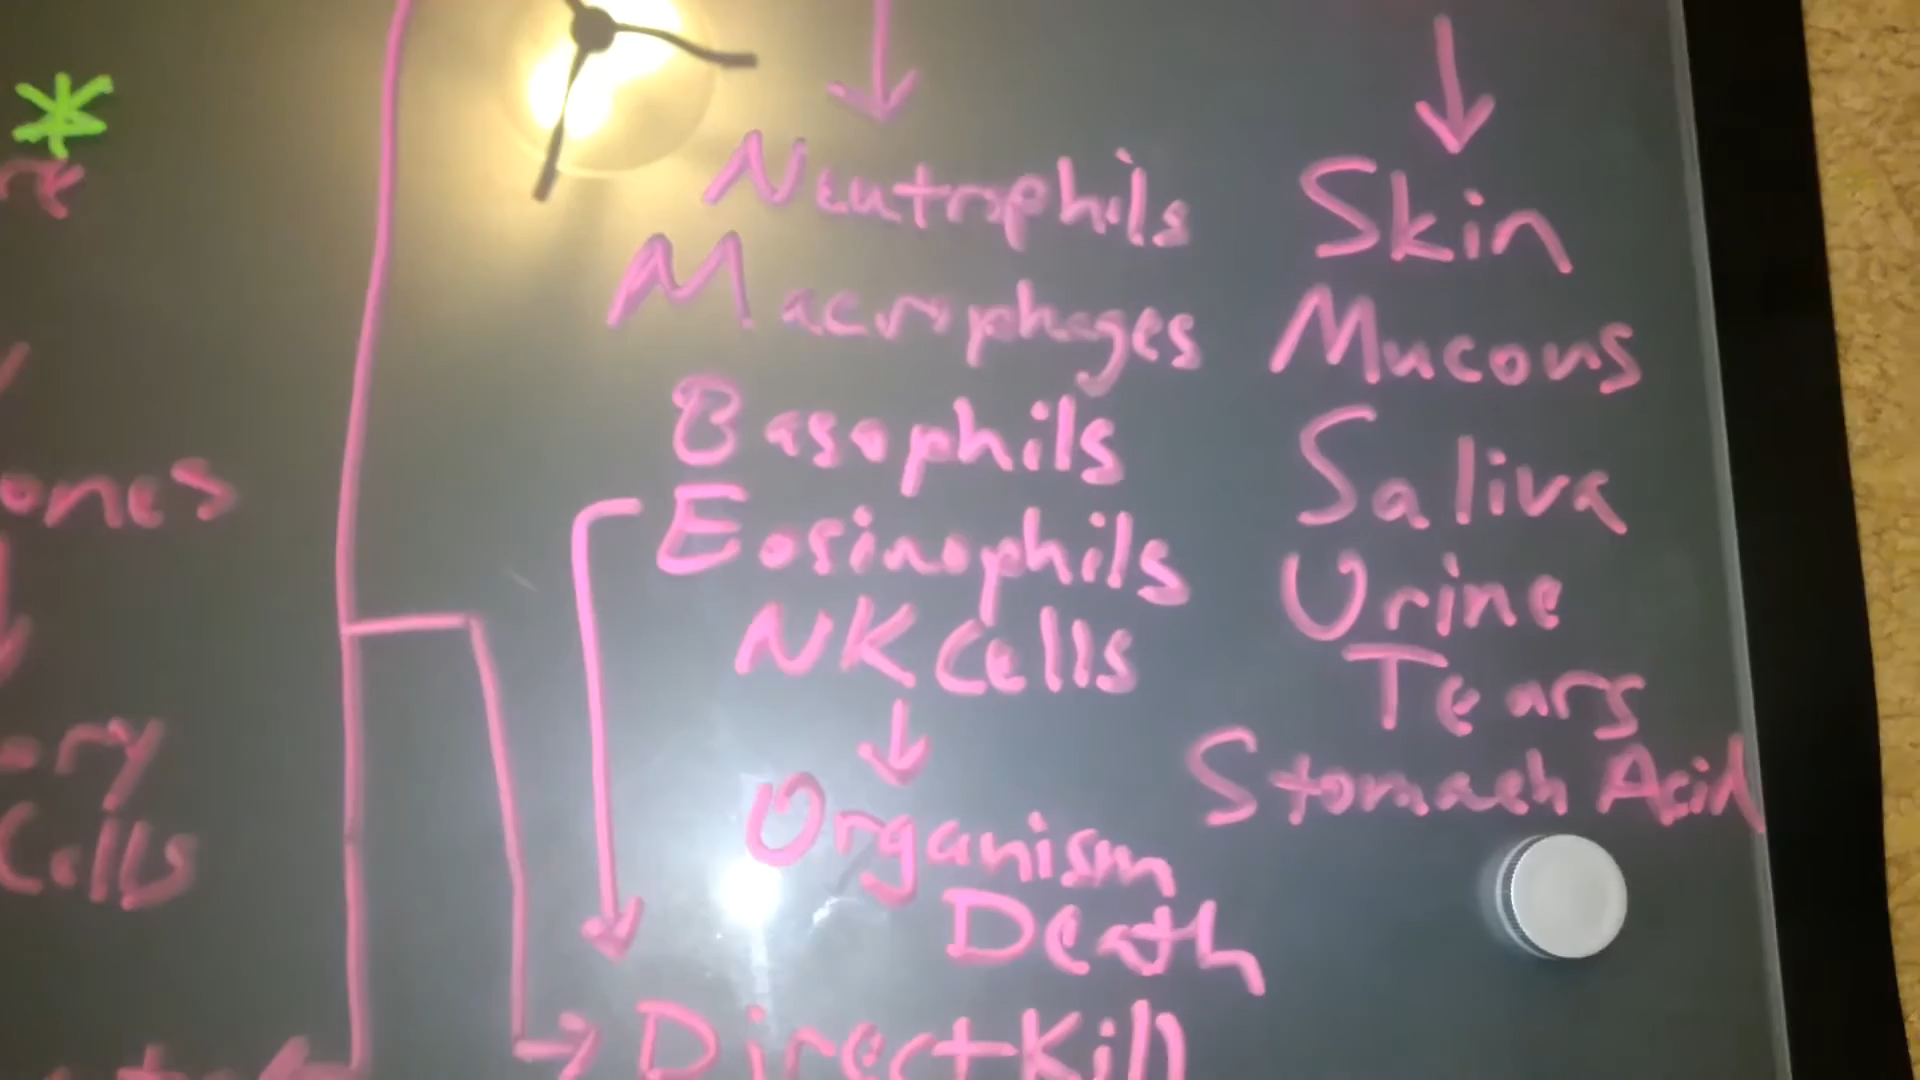 Neutrophils
Macrophages
Basophils
Eosinophils
NK Cells
Organism
Death
Direct Kill
Skin
Mucous
Saliva
Urine
Tears
Stomach Acid
ones
ory
Cells